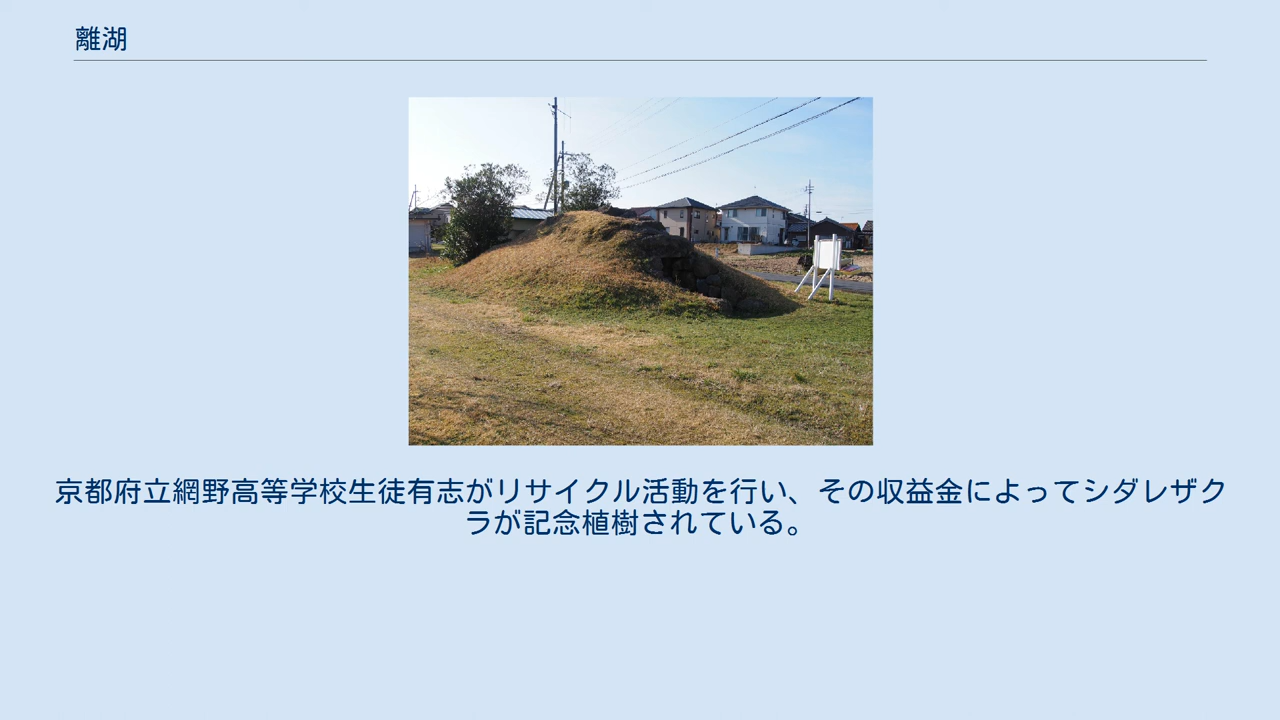 離湖
京都府立網野高等学校生徒有志がリサイクル活動を行い、その収益金によってシダレザク
ラが記念植樹されている。